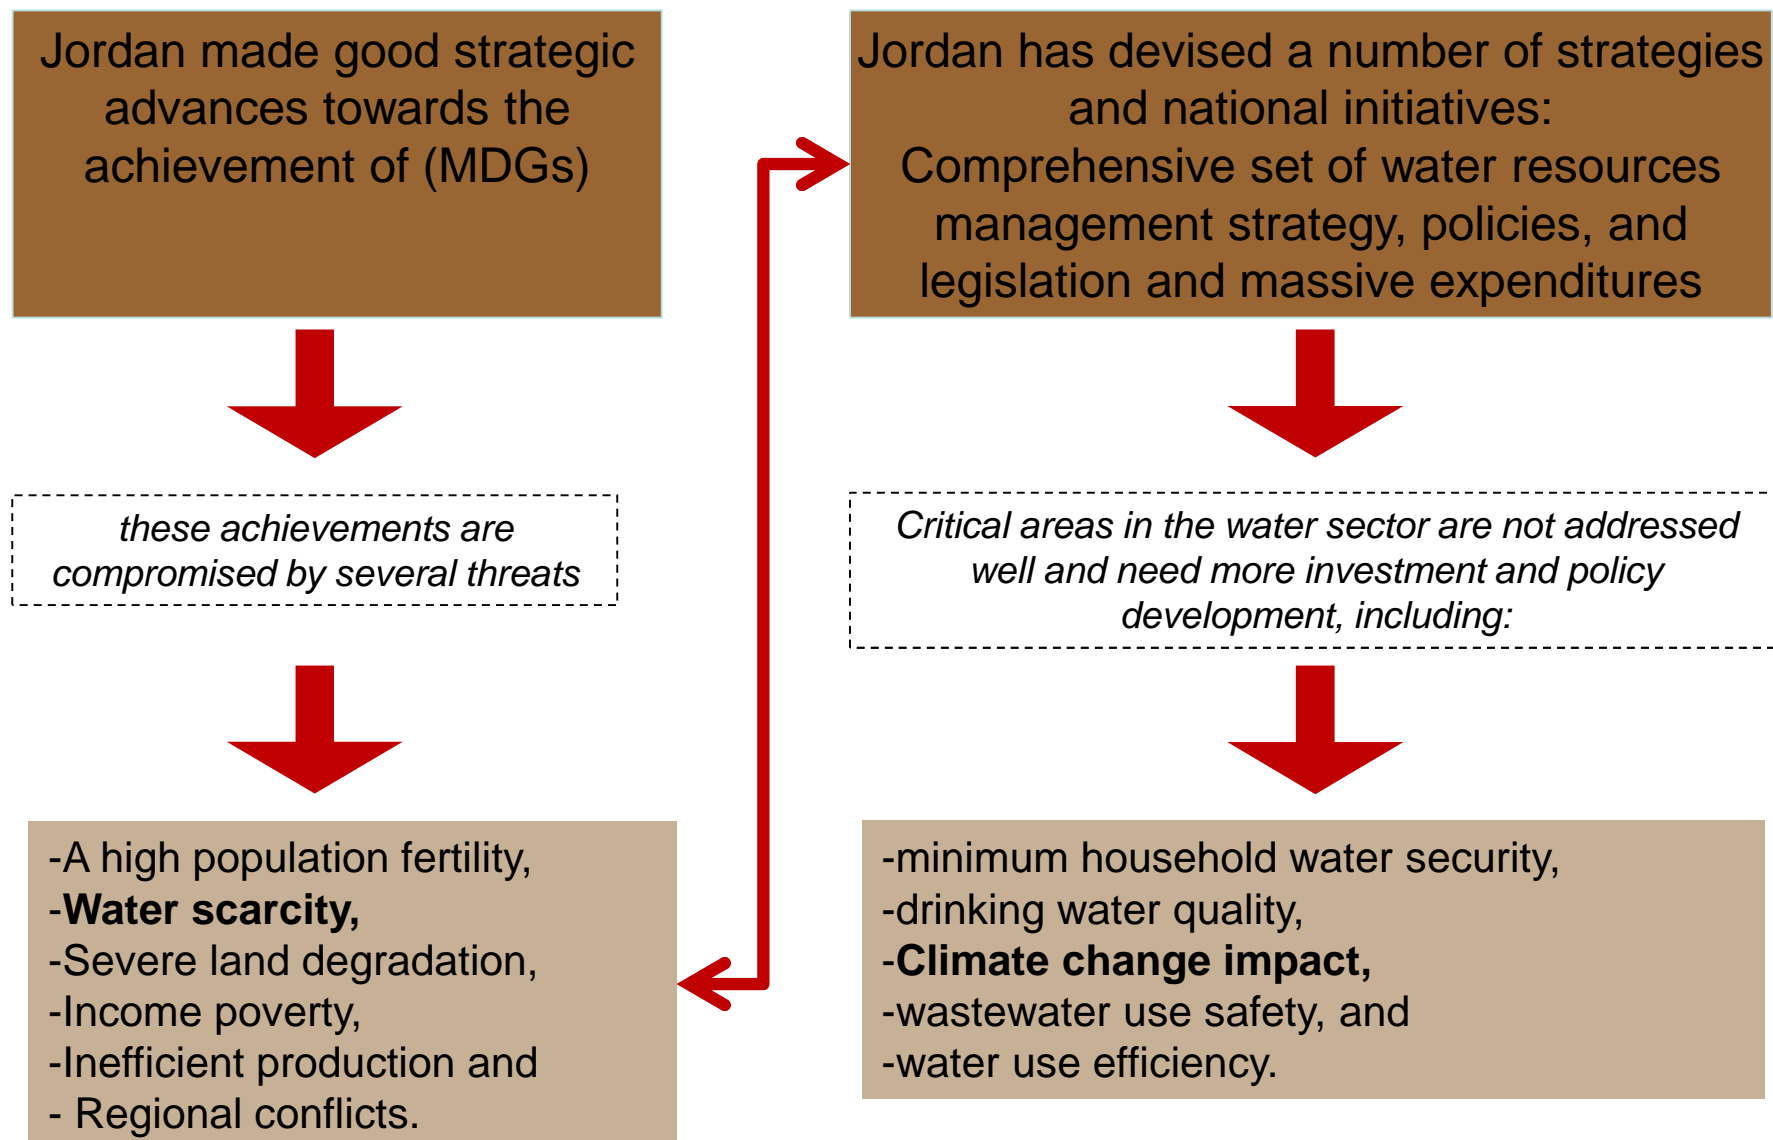 Jordan made good strategic
advances towards the
achievement of (MDGs)
these achievements are
compromised by several threats
-A high population fertility,
-Water scarcity,
-Severe land degradation,
-Income poverty,
-Inefficient production and
- Regional conflicts.
Jordan has devised a number of strategies
and national initiatives:
Comprehensive set of water resources
management strategy, policies, and
legislation and massive expenditures
Critical areas in the water sector are not addressed
well and need more investment and policy
development, including:
-minimum household water security,
-drinking water quality,
-Climate change impact,
-wastewater use safety, and
-water use efficiency.